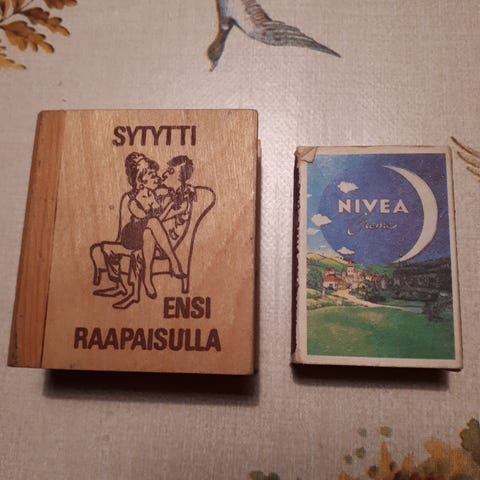 SYTYTTI
ENSI
RAAPAISULLA
NIVEA
Creme